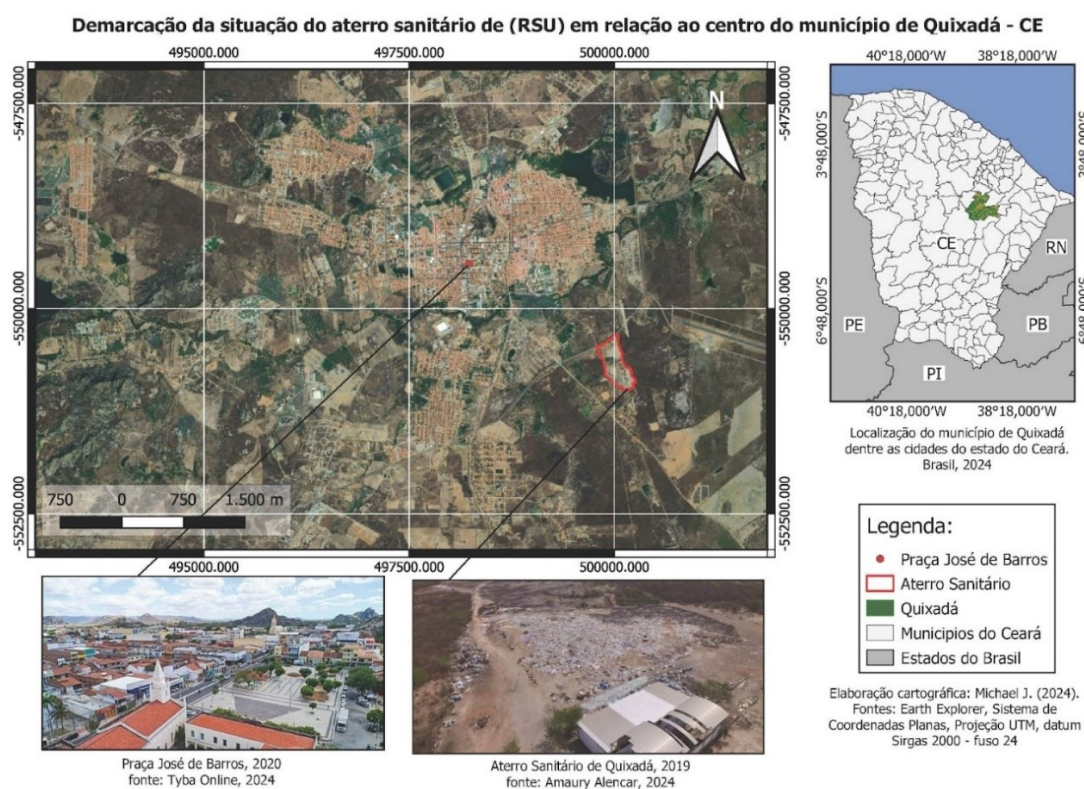 Demarcação da situação do aterro sanitário de (RSU) em relação ao centro do município de Quixadá - CE
495000.000 497500.000 500000.000
-547500.000 -547500.000
-550000.000 -550000.000
-552500.000 -552500.000
N
750 0 750 1.500 m
495000.000 497500.000 500000.000
Praça José de Barros, 2020
fonte: Tyba Online, 2024
Aterro Sanitário de Quixadá, 2019
fonte: Amaury Alencar, 2024
40°18,000'W 38°18,000'W
3°48,000'S 3°48,000'S
6°48,000'S 6°48,000'S
CE
RN
PE
PB
PI
40°18,000'W 38°18,000'W
Localização do município de Quixadá
dentre as cidades do estado do Ceará.
Brasil, 2024
Legenda:
Praça José de Barros
Aterro Sanitário
Quixadá
Municipios do Ceará
Estados do Brasil
Elaboração cartográfica: Michael J. (2024).
Fontes: Earth Explorer, Sistema de
Coordenadas Planas, Projeção UTM, datum
Sirgas 2000 - fuso 24